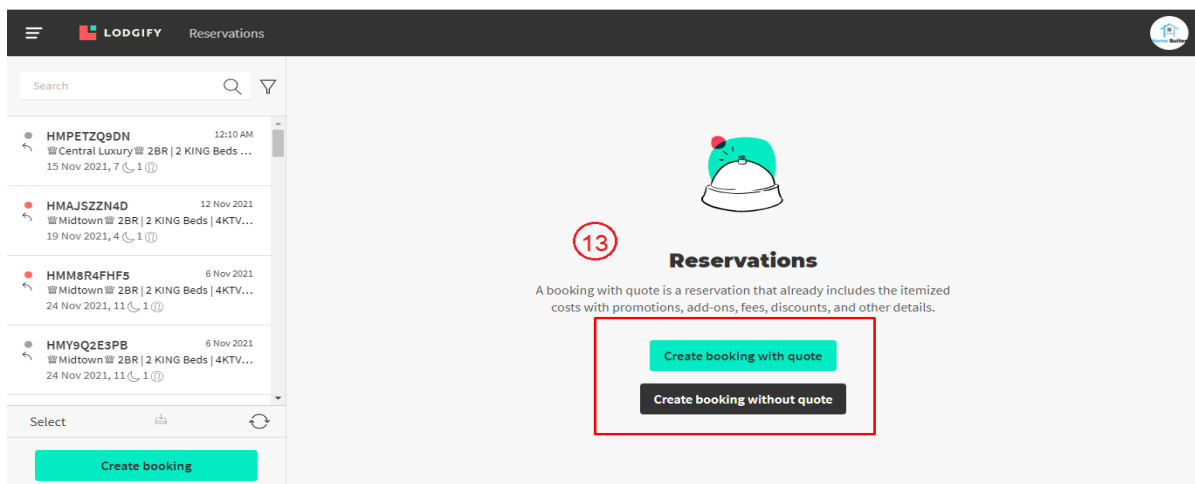 LODGIFY Reservations
Home Suites
Search
HMPETZQ9DN 12:10 AM
♕Central Luxury♕ 2BR | 2 KING Beds ...
15 Nov 2021, 7 1
HMAJSZZN4D 12 Nov 2021
♕Midtown♕ 2BR | 2 KING Beds | 4KTV...
19 Nov 2021, 4 1
HMM8R4FHF5 6 Nov 2021
♕Midtown♕ 2BR | 2 KING Beds | 4KTV...
24 Nov 2021, 11 1
HMY9Q2E3PB 6 Nov 2021
♕Midtown♕ 2BR | 2 KING Beds | 4KTV...
24 Nov 2021, 11 1
Select
Create booking
13
Reservations
A booking with quote is a reservation that already includes the itemized
costs with promotions, add-ons, fees, discounts, and other details.
Create booking with quote
Create booking without quote